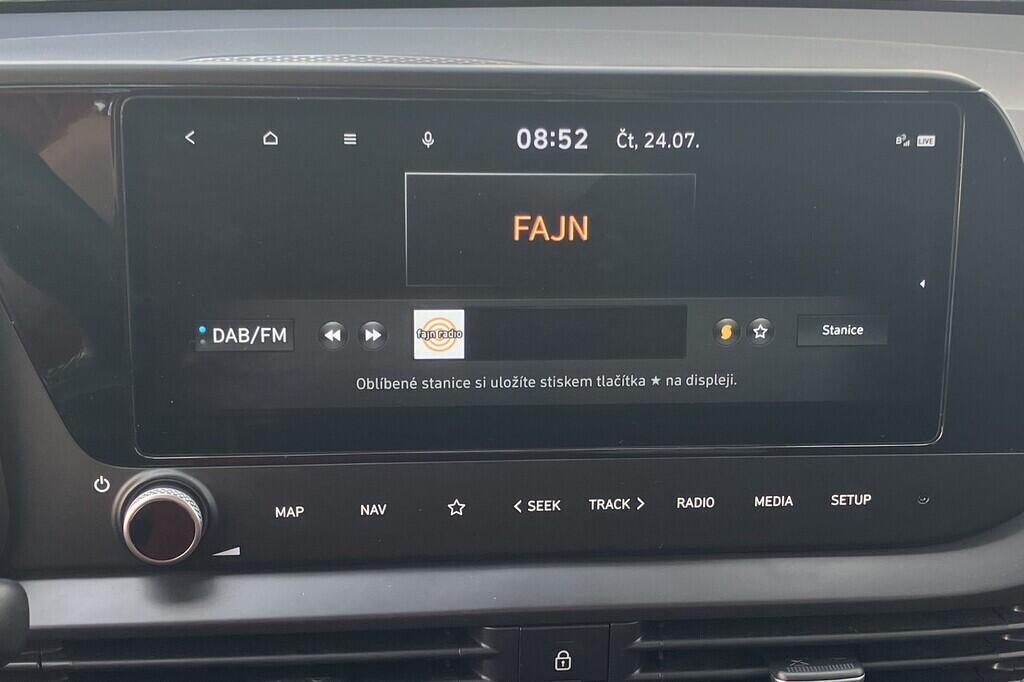 08:52 Čt, 24.07.
LIVE
FAJN
DAB/FM
fajn radio
Stanice
Oblíbené stanice si uložíte stiskem tlačítka ★ na displeji.
MAP NAV < SEEK TRACK > RADIO MEDIA SETUP